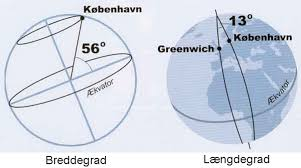 København
56°
Ækvator
Breddegrad
13°
København
Greenwich
Ækvator
Længdegrad